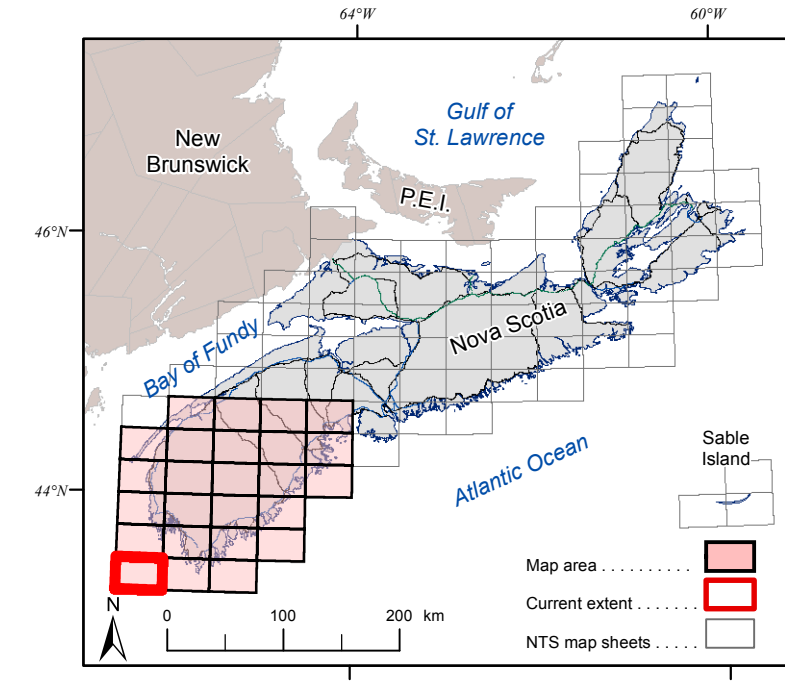 64°W
60°W
Gulf of
St. Lawrence
New
Brunswick
P.E.I.
46°N
Nova Scotia
Bay of Fundy
Sable
Island
Atlantic Ocean
44°N
Map area . . . . . . . . . .
Current extent . . . . . . .
NTS map sheets . . . . .
N
0 100 200 km